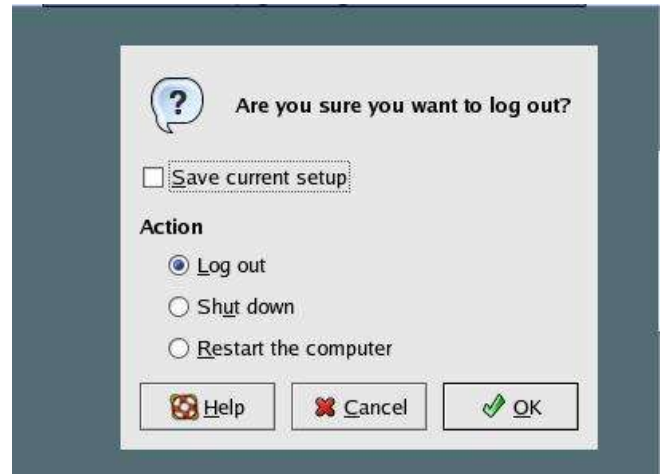 Are you sure you want to log out?
Save current setup
Action
Log out
Shut down
Restart the computer
Help
Cancel
OK